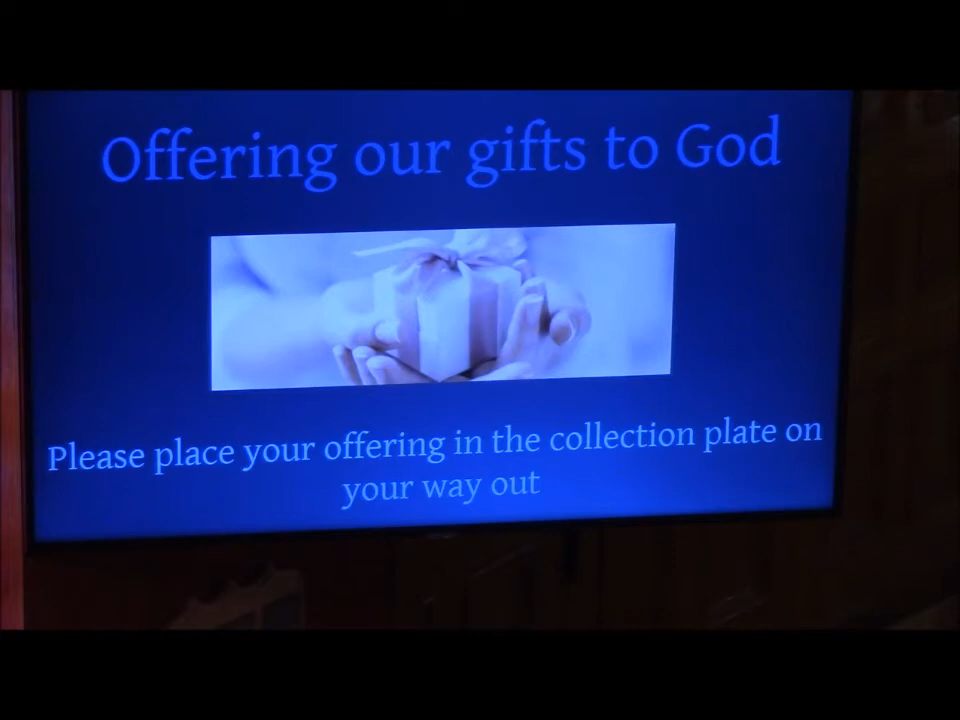 Offering our gifts to God
Please place your offering in the collection plate on
your way out